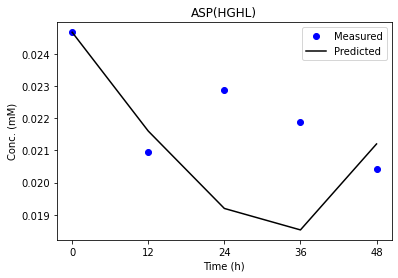 ASP(HGHL)
Measured
Predicted
Conc. (mM)
0.024
0.023
0.022
0.021
0.020
0.019
0 12 24 36 48
Time (h)